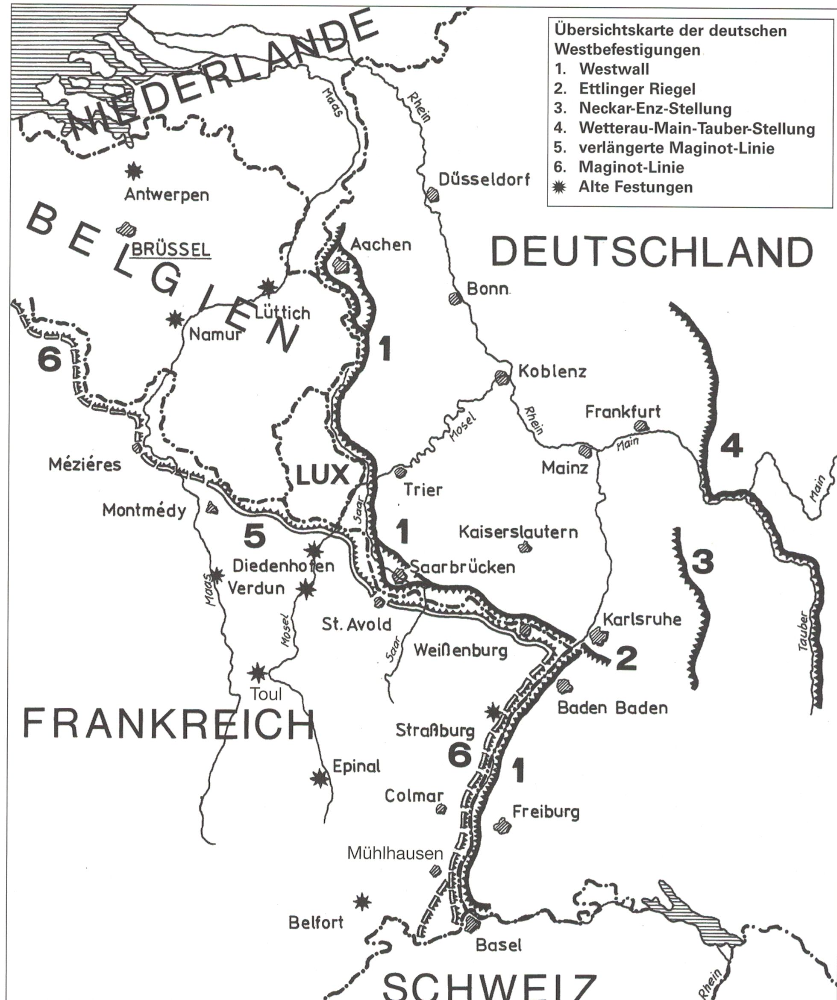 Übersichtskarte der deutschen
Westbefestigungen
1. Westwall
2. Ettlinger Riegel
3. Neckar-Enz-Stellung
4. Wetterau-Main-Tauber-Stellung
5. verlängerte Maginot-Linie
6. Maginot-Linie
Alte Festungen
NIEDERLANDE
Maas
Rhein
Düsseldorf
Antwerpen
BELGIEN
BRÜSSEL
Aachen
DEUTSCHLAND
Bonn
Lüttich
Namur
1
6
Koblenz
Mosel
Rhein
Frankfurt
Main
4
Mainz
Méziéres
LUX
Trier
Main
Montmédy
Saar
5
1
Kaiserslautern
3
Diedenhofen
Saarbrücken
Maas
Verdun
Mosel
St. Avold
Karlsruhe
Tauber
Saar
Weißenburg
2
Toul
Baden Baden
FRANKREICH
Straßburg
6
1
Epinal
Colmar
Freiburg
Mühlhausen
Belfort
Basel
SCHWEIZ
Rhein